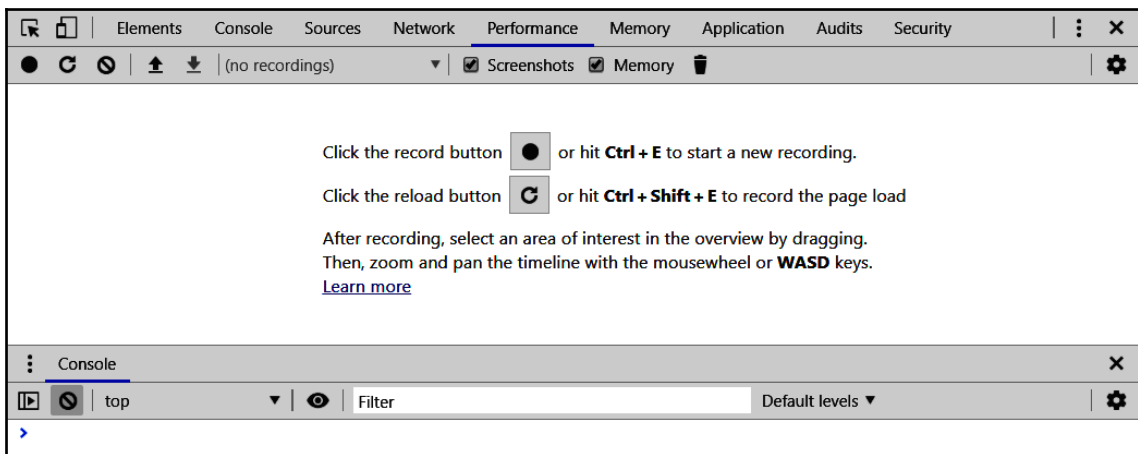 Elements Console Sources Network Performance Memory Application Audits Security
(no recordings) Screenshots Memory
Click the record button or hit Ctrl + E to start a new recording.
Click the reload button or hit Ctrl + Shift + E to record the page load
After recording, select an area of interest in the overview by dragging.
Then, zoom and pan the timeline with the mousewheel or WASD keys.
Learn more
Console
top Filter Default levels